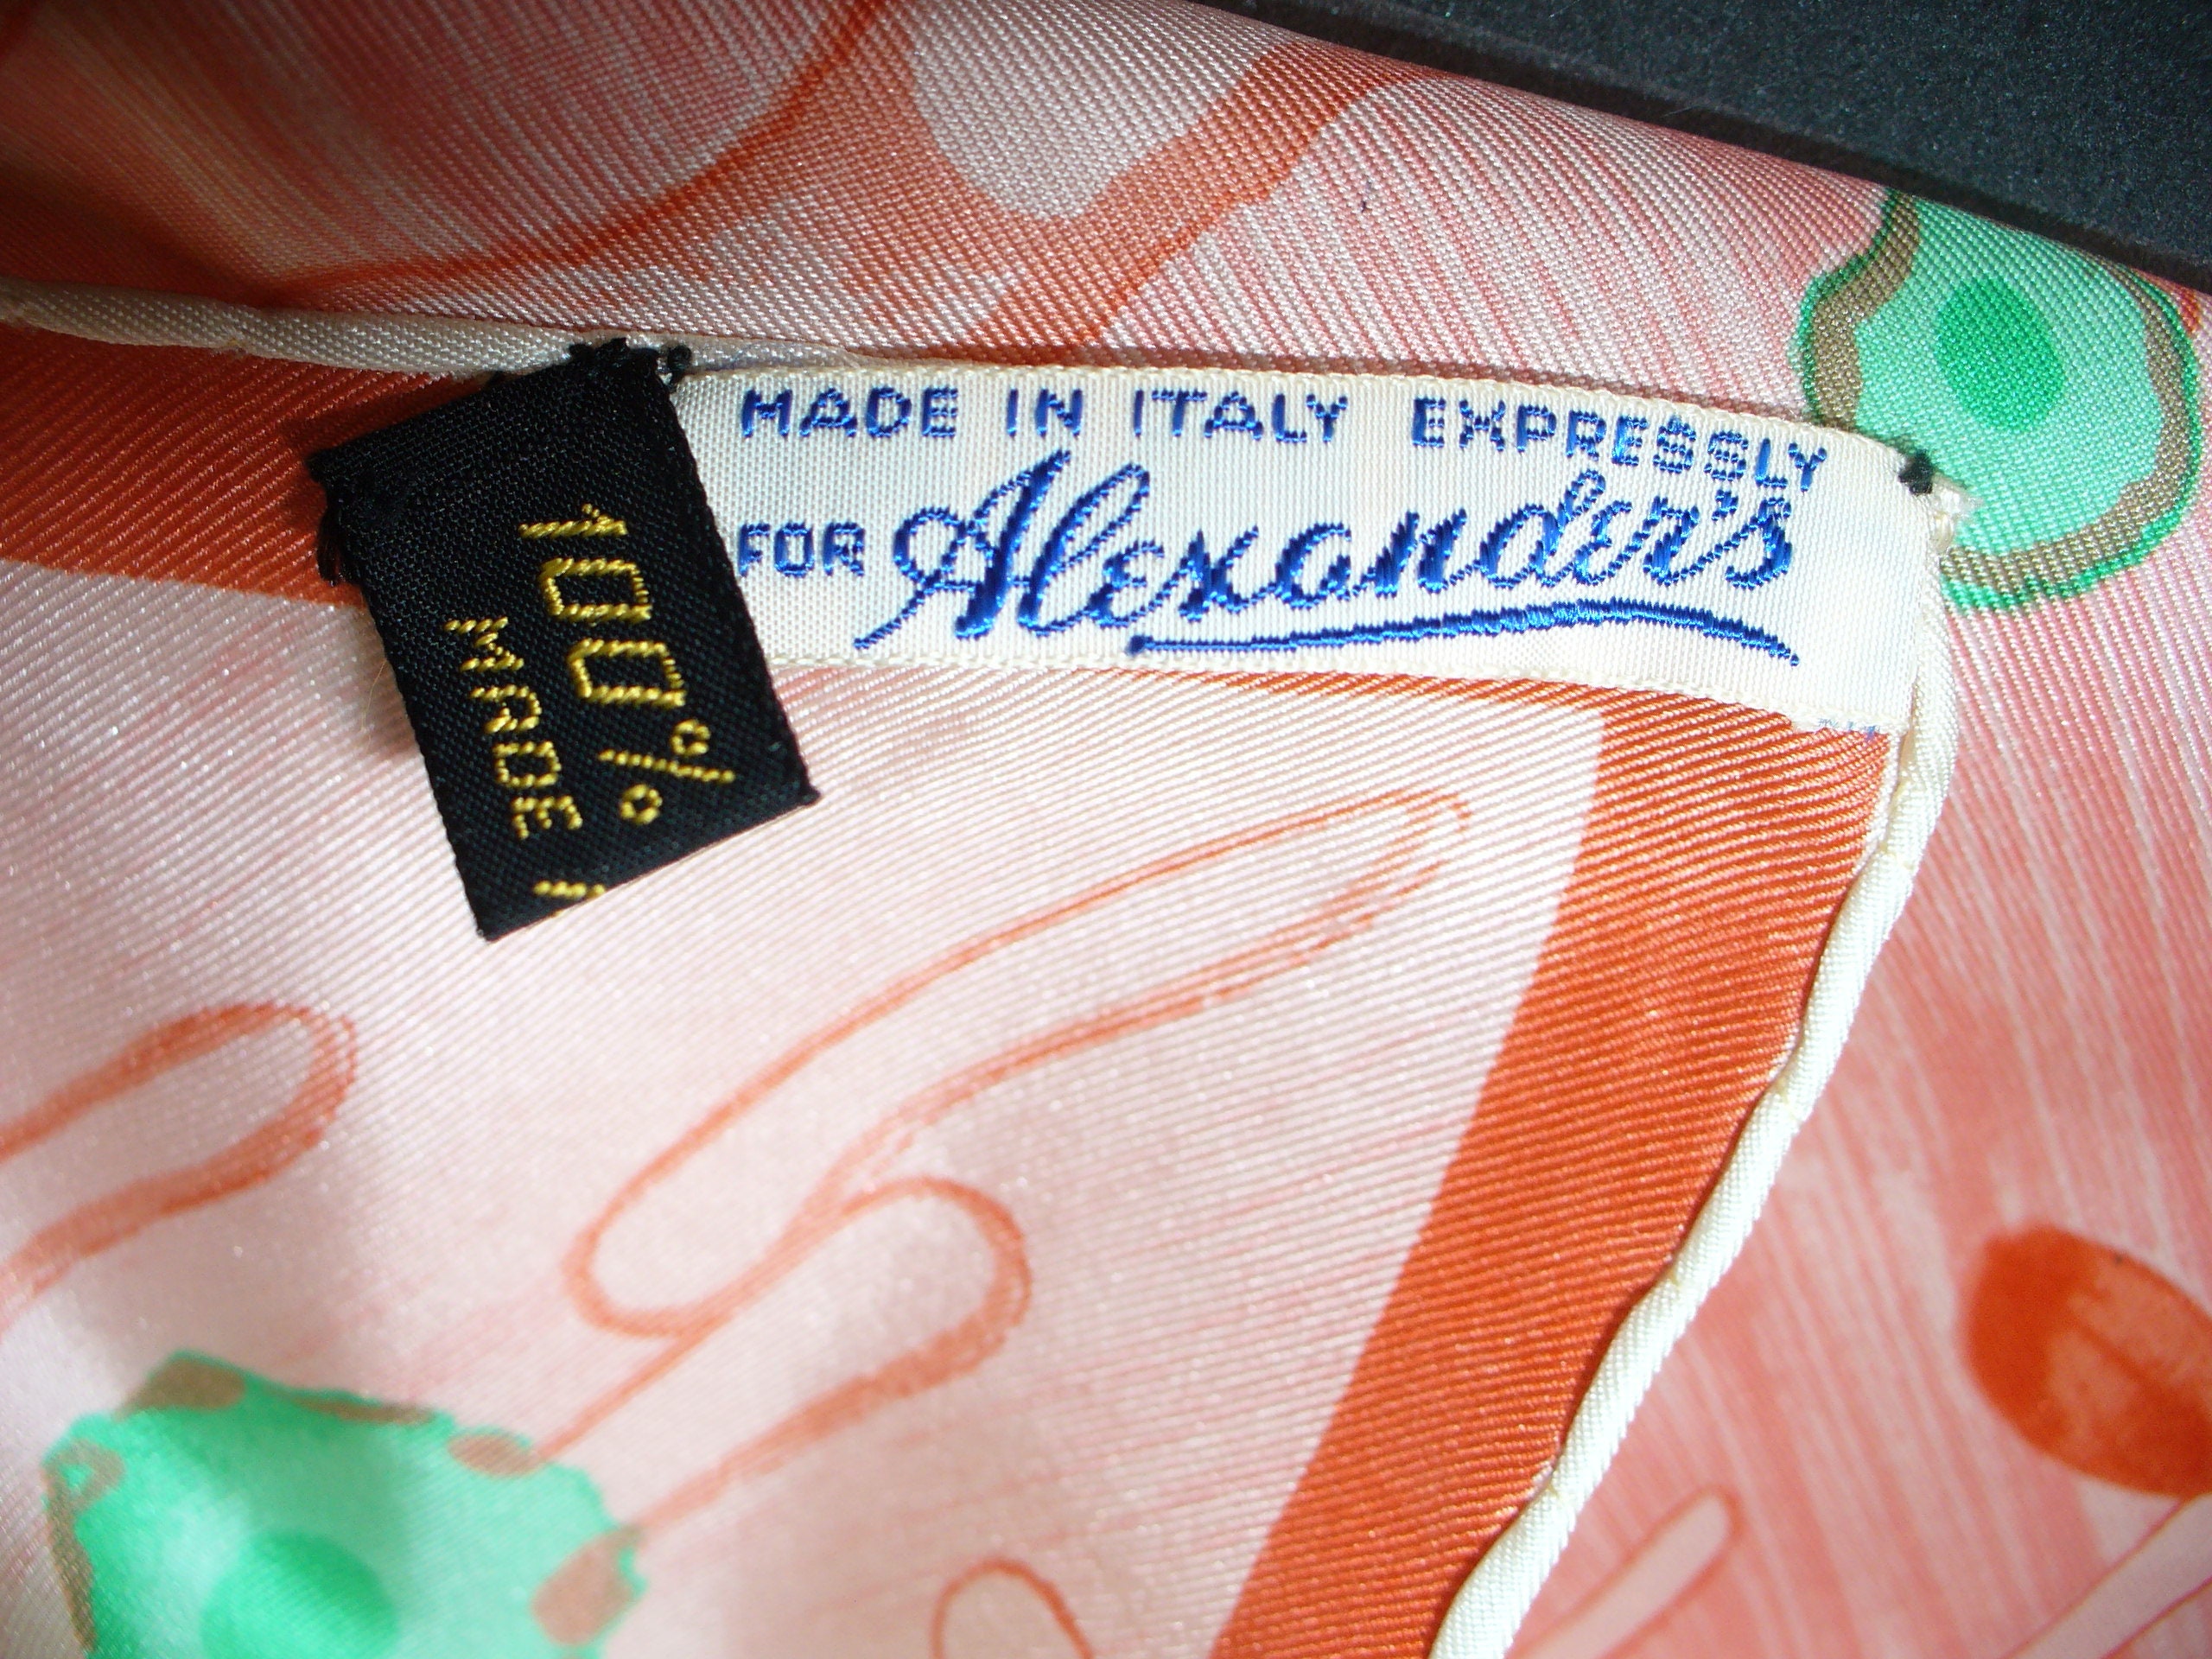 MADE IN ITALY EXPRESSLY
FOR Alexander's
100%
MADE